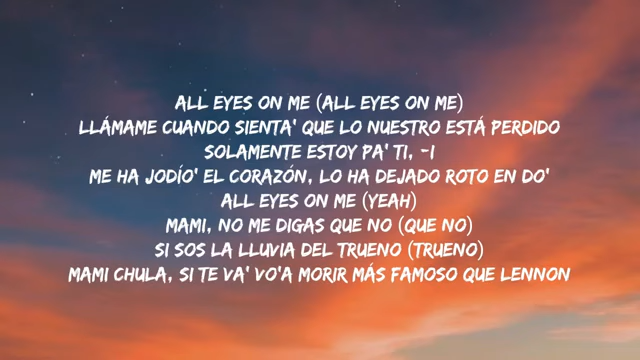 ALL EYES ON ME (ALL EYES ON ME)
LLÁMAME CUANDO SIENTA' QUE LO NUESTRO ESTÁ PERDIDO
SOLAMENTE ESTOY PA' TI, -I
ME HA JODÍO' EL CORAZÓN, LO HA DEJADO ROTO EN DO'
ALL EYES ON ME (YEAH)
MAMI, NO ME DIGAS QUE NO (QUE NO)
SI SOS LA LLUVIA DEL TRUENO (TRUENO)
MAMI CHULA, SI TE VA' VO'A MORIR MÁS FAMOSO QUE LENNON